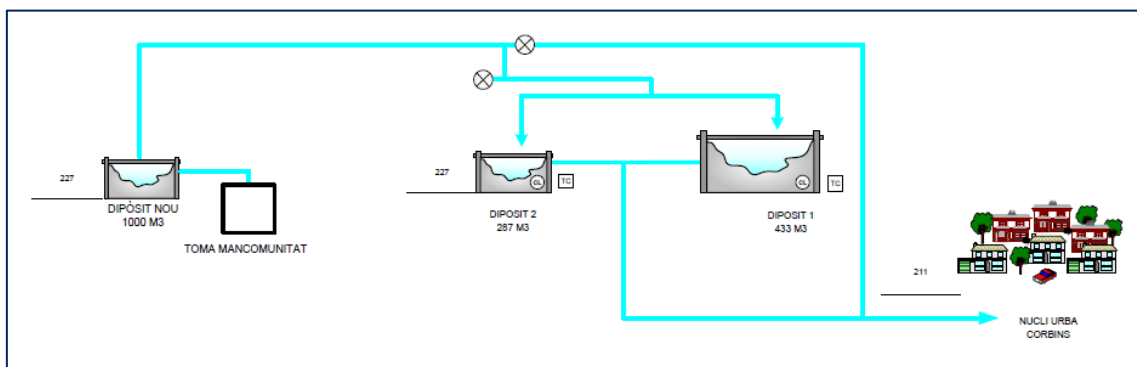 227
DIPÒSIT NOU
1000 M3
TOMA MANCOMUNITAT
227
CL
TC
DIPOSIT 2
287 M3
CL
TC
DIPOSIT 1
433 M3
211
NUCLI URBA
CORBINS